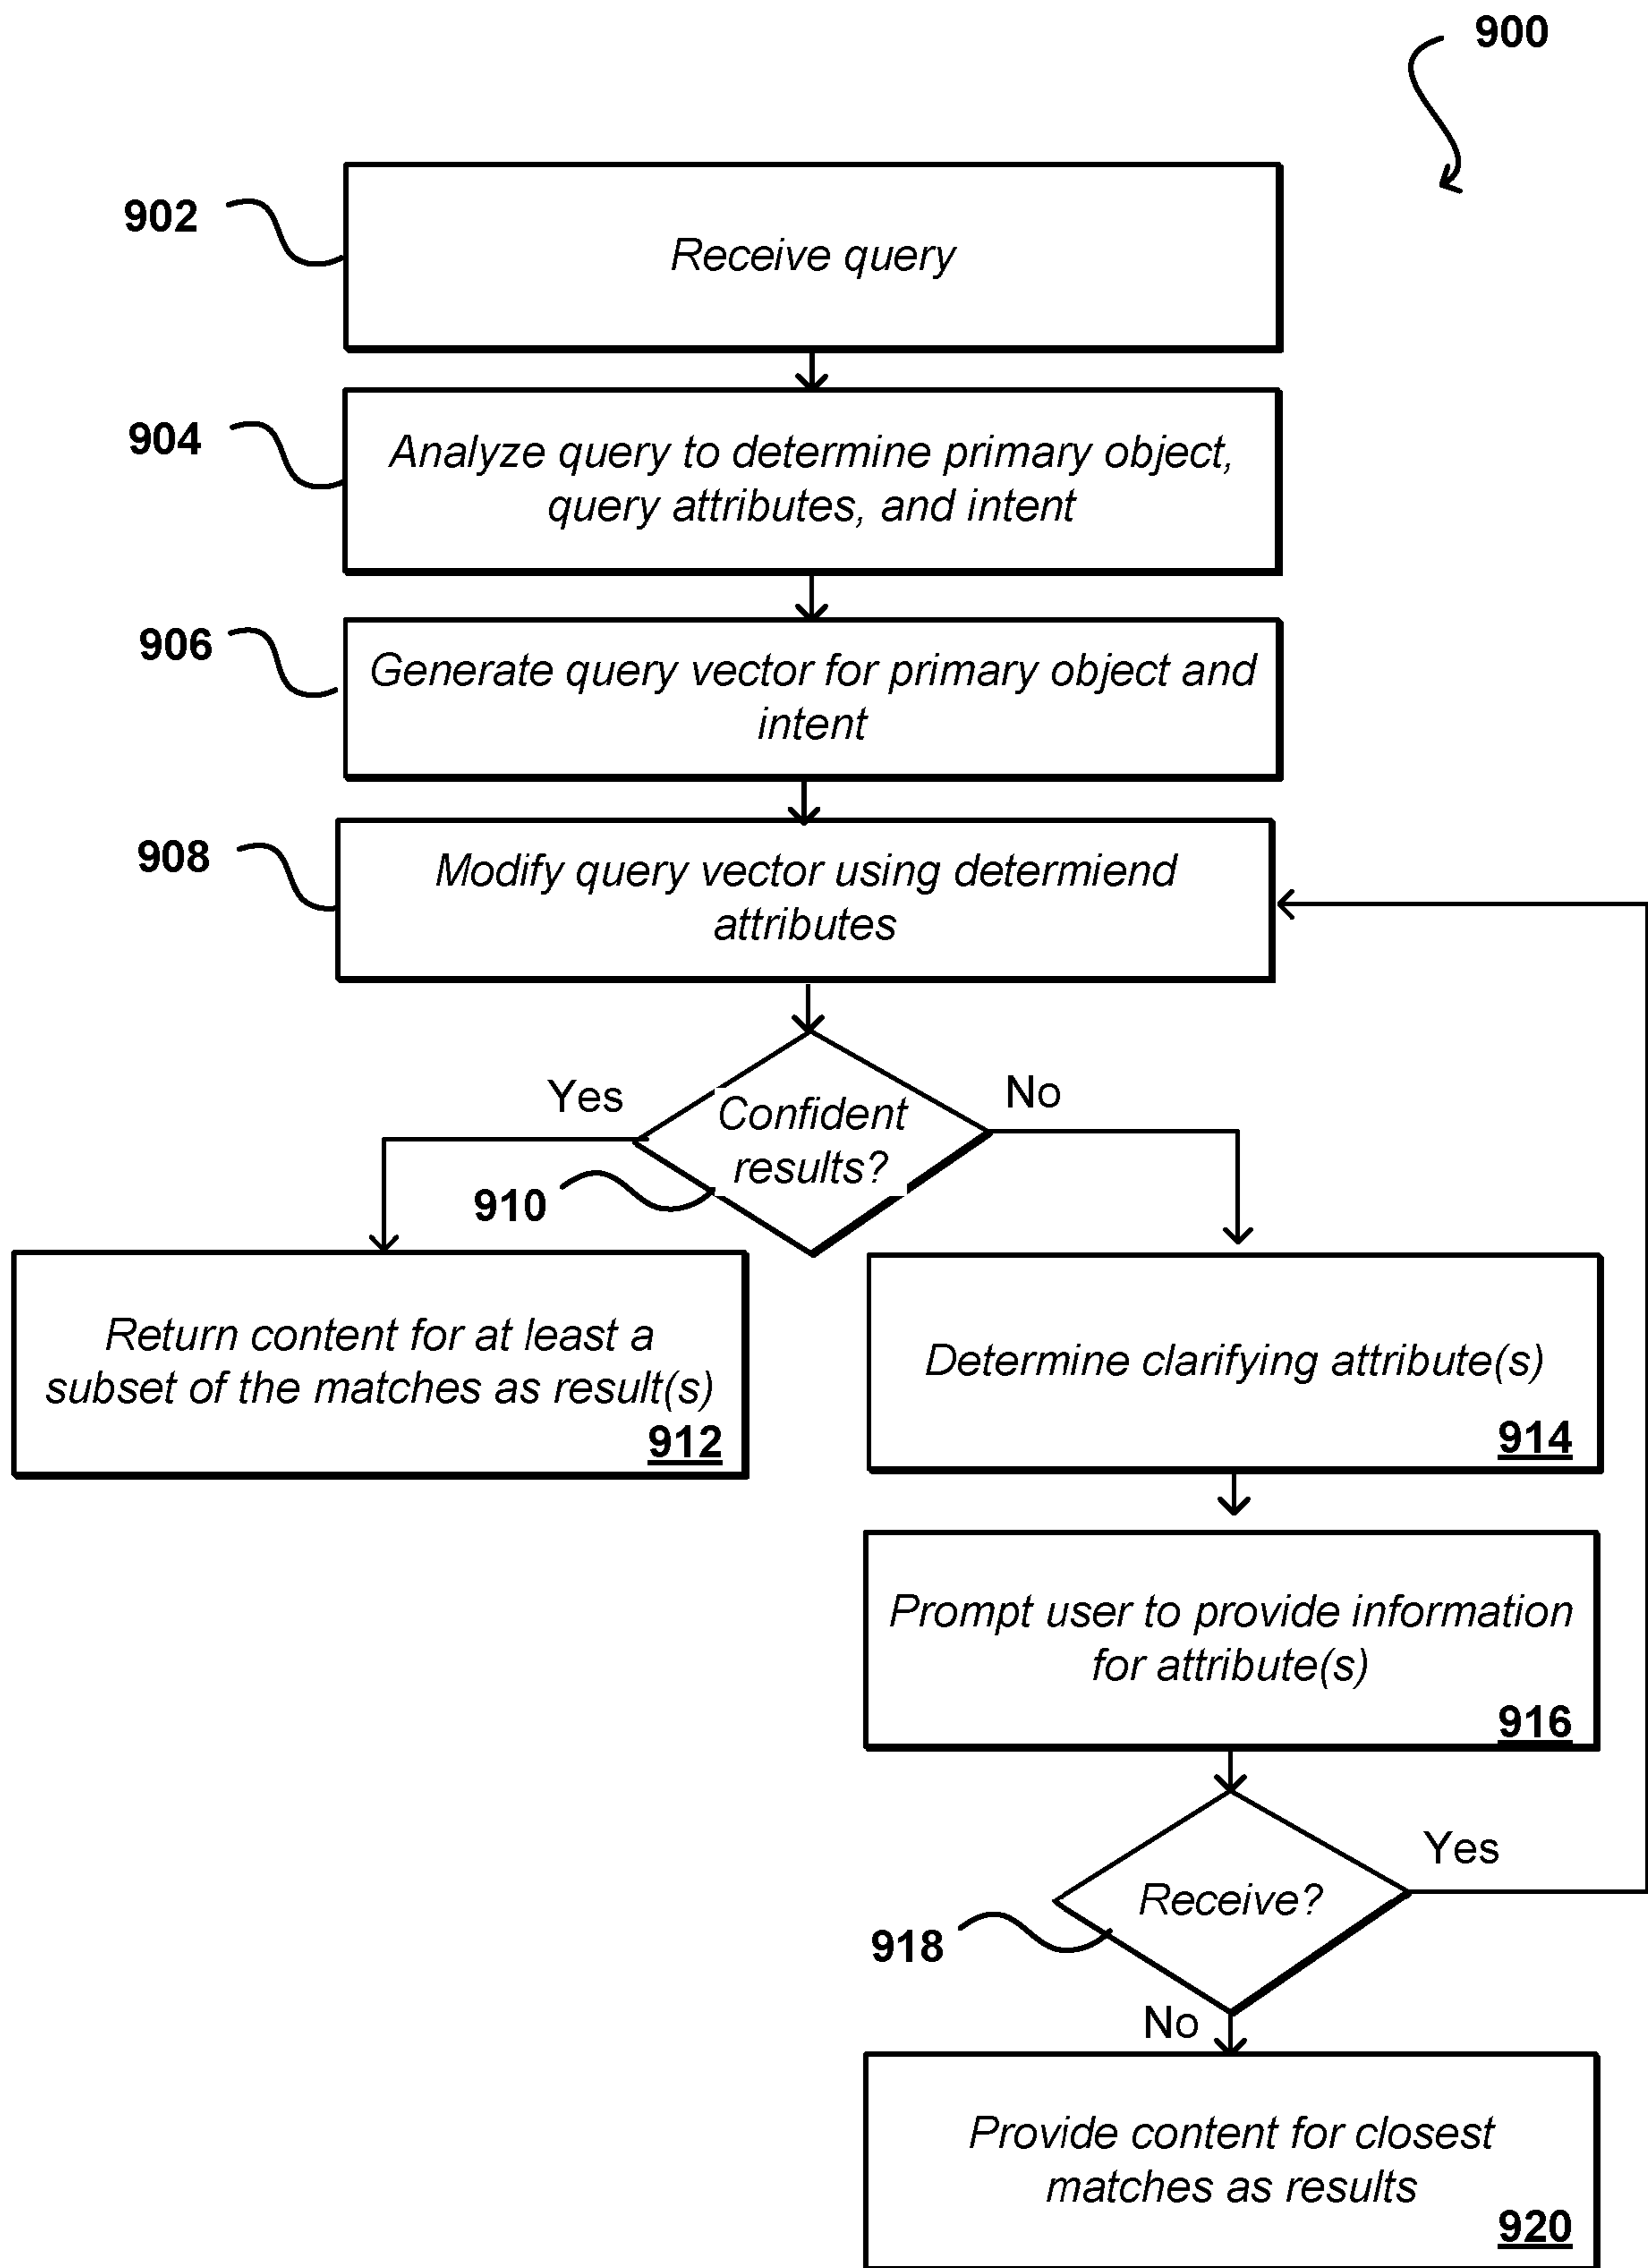 900
902
Receive query
904
Analyze query to determine primary object,
query attributes, and intent
906
Generate query vector for primary object and
intent
908
Modify query vector using determiend
attributes
Yes
No
Confident
results?
910
Return content for at least a
subset of the matches as result(s)
912
Determine clarifying attribute(s)
914
Prompt user to provide information
for attribute(s)
916
Yes
Receive?
918
No
Provide content for closest
matches as results
920